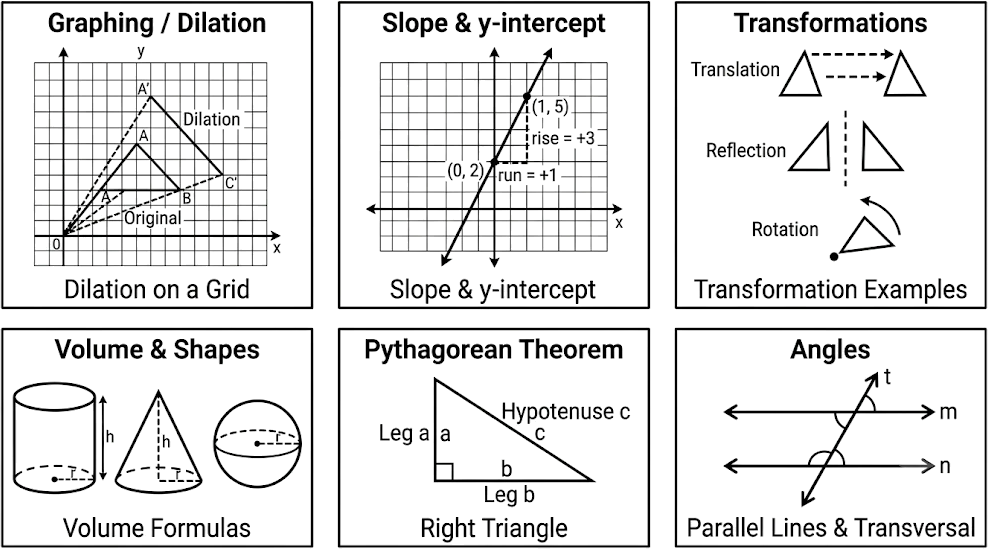 Graphing / Dilation
y
A'
Dilation
A
C'
A
B
Original
0
x
Dilation on a Grid
Slope & y-intercept
(1, 5)
rise = +3
(0, 2)
run = +1
x
Slope & y-intercept
Transformations
Translation
Reflection
Rotation
Transformation Examples
Volume & Shapes
h
r
h
r
r
Volume Formulas
Pythagorean Theorem
Hypotenuse c
Leg a
a
c
b
Leg b
Right Triangle
Angles
t
m
n
Parallel Lines & Transversal